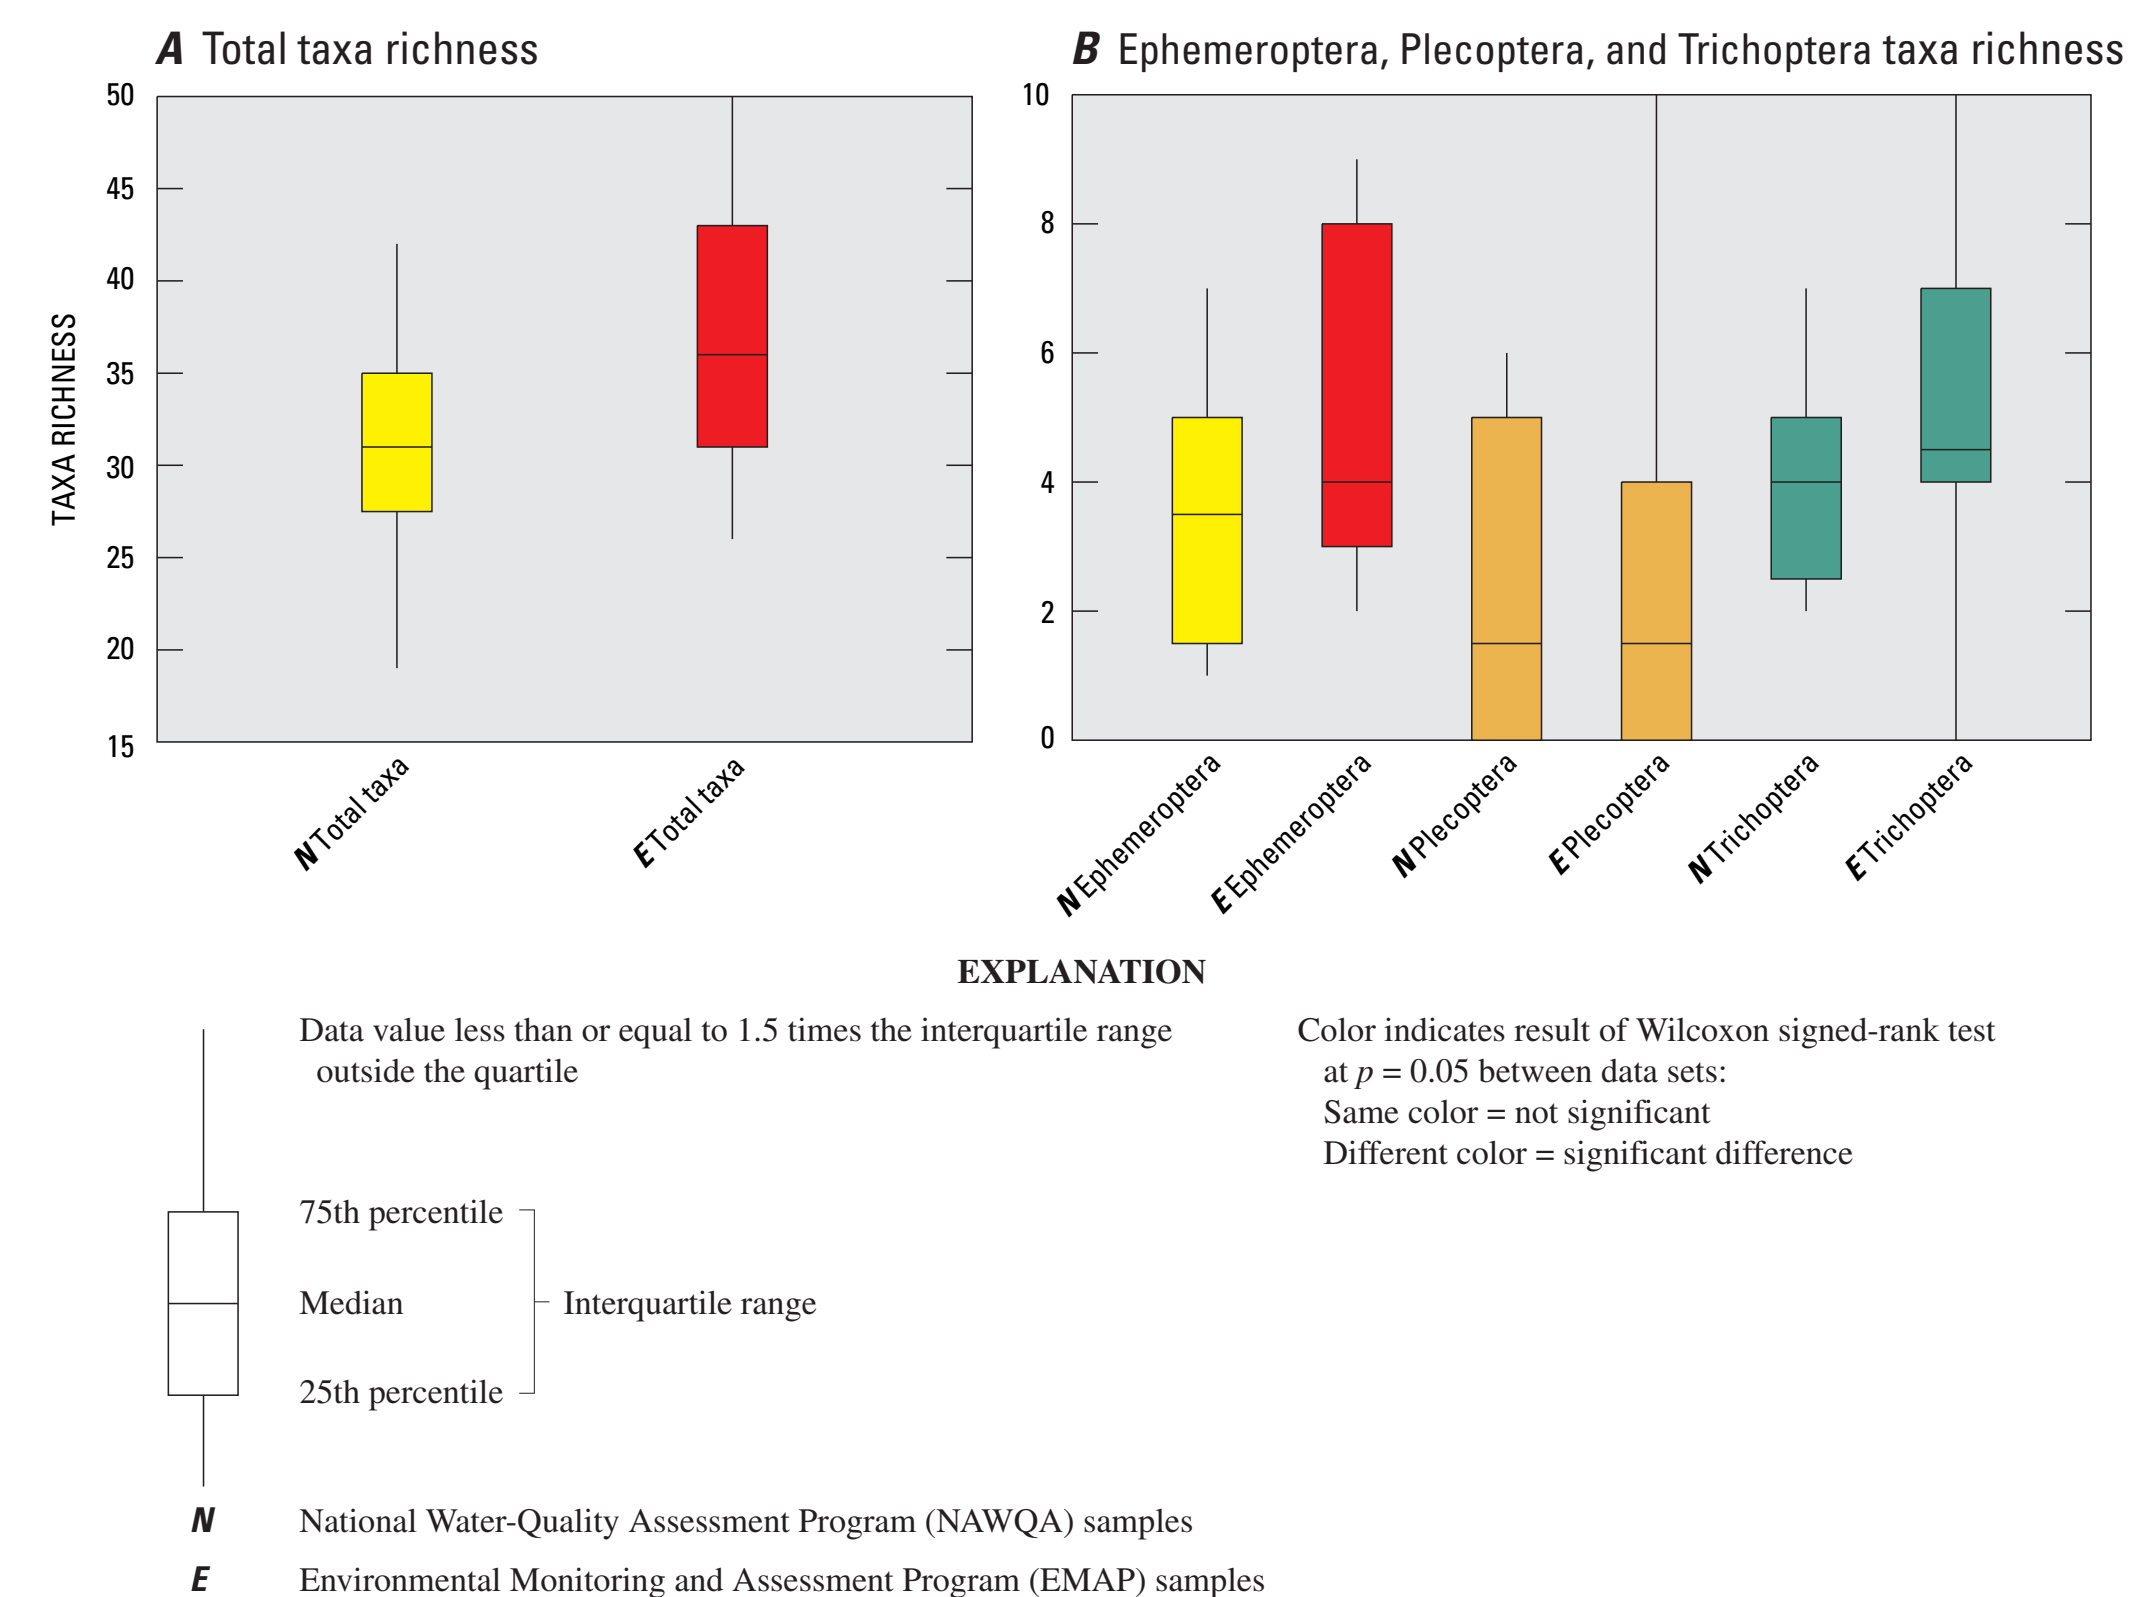 A Total taxa richness
50
45
40
35
30
25
20
15
TAXA RICHNESS
N Total taxa
E Total taxa
B Ephemeroptera, Plecoptera, and Trichoptera taxa richness
10
8
6
4
2
0
N Ephemeroptera
E Ephemeroptera
N Plecoptera
E Plecoptera
N Trichoptera
E Trichoptera
EXPLANATION
Data value less than or equal to 1.5 times the interquartile range
outside the quartile
75th percentile
Median
Interquartile range
25th percentile
N National Water-Quality Assessment Program (NAWQA) samples
E Environmental Monitoring and Assessment Program (EMAP) samples
Color indicates result of Wilcoxon signed-rank test
at p = 0.05 between data sets:
Same color = not significant
Different color = significant difference